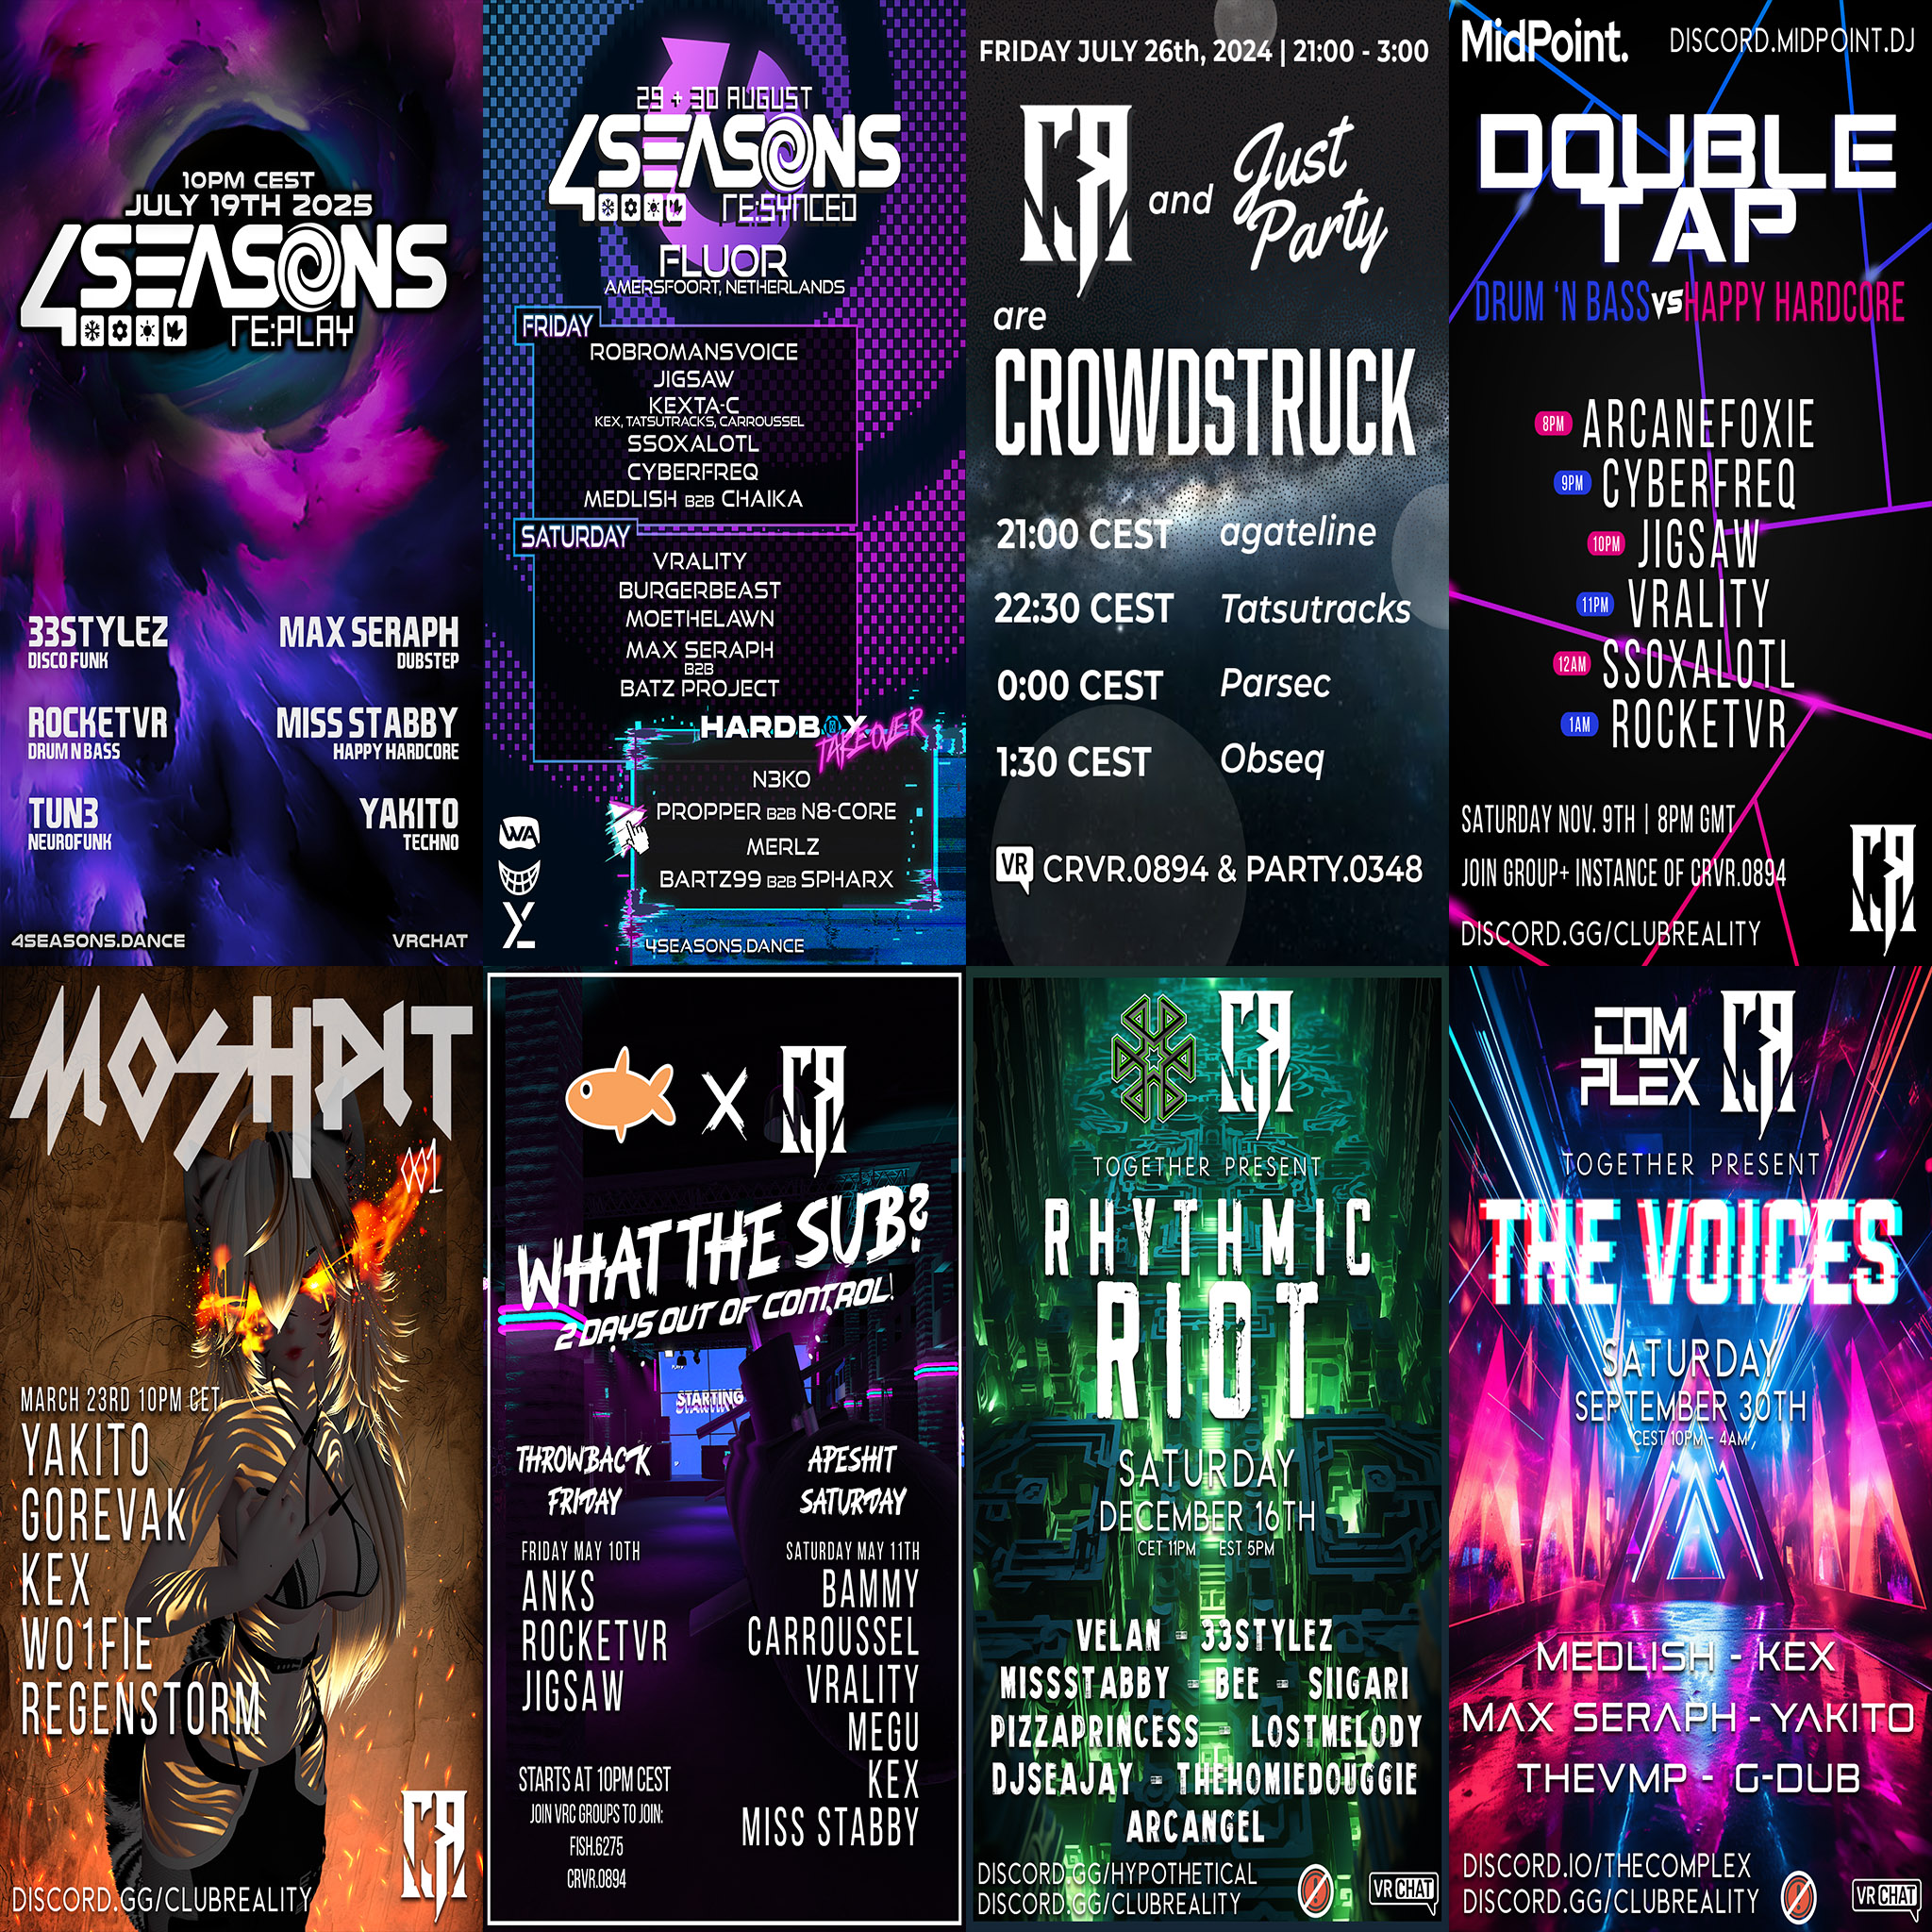 10PM CEST
JULY 19TH 2025
4SEASONS
re:PLAY
33STYLEZ
DISCO FUNK
MAX SERAPH
DUBSTEP
ROCKETVR
DRUM N BASS
MISS STABBY
HAPPY HARDCORE
TUN3
NEUROFUNK
YAKITO
TECHNO
4SEASONS.DANCE
VRCHAT
29 + 30 AUGUST
4SEASONS
re:SYNCED
FLUOR
AMERSFOORT, NETHERLANDS
FRIDAY
ROBROMANSVOICE
JIGSAW
KEXTA-C
KEX, TATSUTRACKS, CARROUSSEL
SSOXALOTL
CYBERFREQ
MEDLISH B2B CHAIKA
SATURDAY
VRALITY
BURGERBEAST
MOETHELAWN
MAX SERAPH
B2B
BATZ PROJECT
HARDBOX
TAKEOVER
N3KO
PROPPER B2B N8-CORE
MERLZ
BARTZ99 B2B SPHARX
WA
4SEASONS.DANCE
FRIDAY JULY 26th, 2024 | 21:00 - 3:00
CR and Just Party
are
CROWDSTRUCK
21:00 CEST agateline
22:30 CEST Tatsutracks
0:00 CEST Parsec
1:30 CEST Obseq
VR CRVR.0894 & PARTY.0348
MidPoint.
DISCORD.MIDPOINT.DJ
DOUBLE
TAP
DRUM 'N BASS VS HAPPY HARDCORE
8PM ARCANEFOXIE
9PM CYBERFREQ
10PM JIGSAW
11PM VRALITY
12AM SSOXALOTL
1AM ROCKETVR
SATURDAY NOV. 9TH | 8PM GMT
JOIN GROUP+ INSTANCE OF CRVR.0894
DISCORD.GG/CLUBREALITY
CR
MOSHPIT
001
MARCH 23RD 10PM CET
YAKITO
GOREVAK
KEX
WO1FIE
REGENSTORM
CR
DISCORD.GG/CLUBREALITY
X CR
WHAT THE SUB?
2 DAYS OUT OF CONTROL!
STARTING
THROWBACK
FRIDAY
FRIDAY MAY 10TH
ANKS
ROCKETVR
JIGSAW
STARTS AT 10PM CEST
JOIN VRC GROUPS TO JOIN:
FISH.6275
CRVR.0894
APESHIT
SATURDAY
SATURDAY MAY 11TH
BAMMY
CARROUSSEL
VRALITY
MEGU
KEX
MISS STABBY
CR
TOGETHER PRESENT
RHYTHMIC
RIOT
SATURDAY
DECEMBER 16TH
CET 11PM EST 5PM
VELAN - 33STYLEZ
MISSSTABBY - BEE - SIIGARI
PIZZAPRINCESS - LOSTMELODY
DJSEAJAY - THEHOMIEDOUGGIE
ARCANGEL
DISCORD.GG/HYPOTHETICAL
DISCORD.GG/CLUBREALITY
VRCHAT
COM
PLEX
CR
TOGETHER PRESENT
THE VOICES
SATURDAY
SEPTEMBER 30TH
CEST 10PM - 4AM
MEDLISH - KEX
MAX SERAPH - YAKITO
THEVMP - G-DUB
DISCORD.IO/THECOMPLEX
DISCORD.GG/CLUBREALITY
VRCHAT